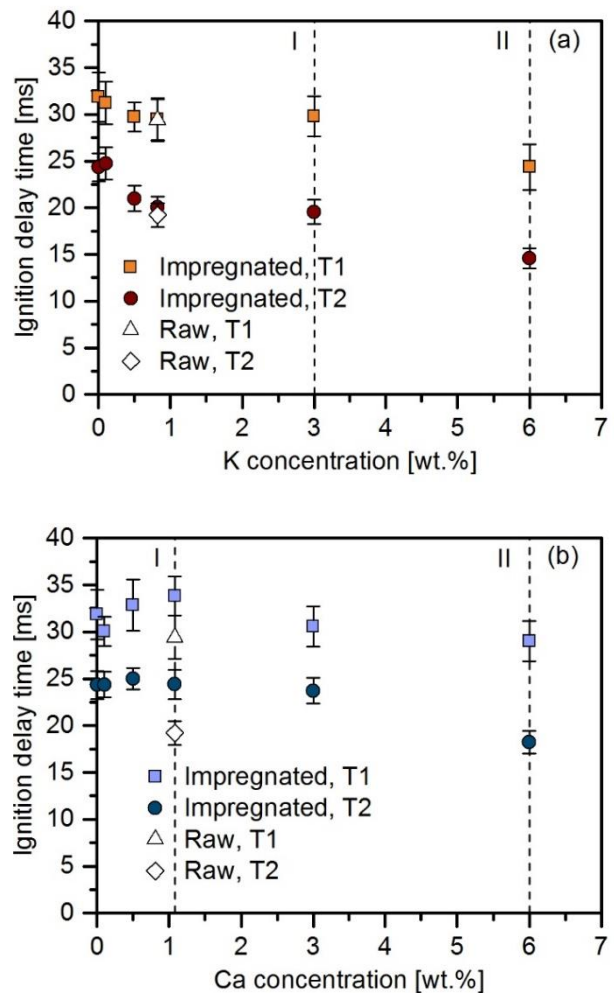 I
II
(a)
40
35
30
25
20
15
10
5
0
Ignition delay time [ms]
Impregnated, T1
Impregnated, T2
Raw, T1
Raw, T2
0 1 2 3 4 5 6 7
K concentration [wt.%]
I
II
(b)
40
35
30
25
20
15
10
5
0
Ignition delay time [ms]
Impregnated, T1
Impregnated, T2
Raw, T1
Raw, T2
0 1 2 3 4 5 6 7
Ca concentration [wt.%]